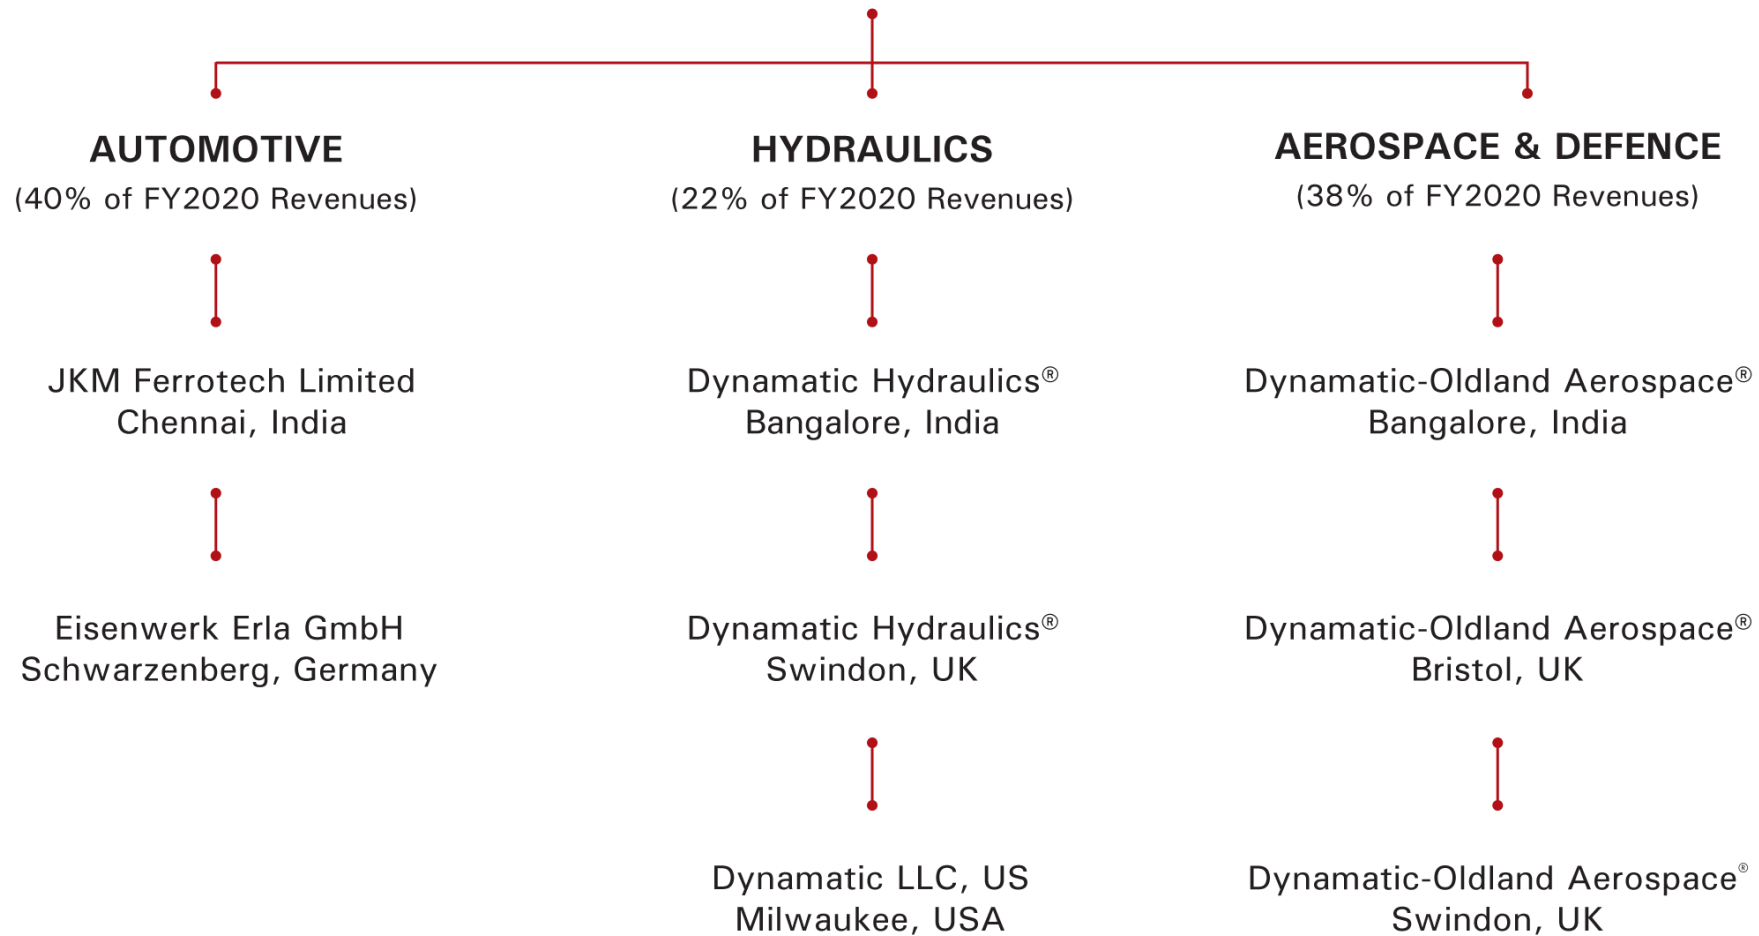 AUTOMOTIVE
(40% of FY2020 Revenues)
JKM Ferrotech Limited
Chennai, India
Eisenwerk Erla GmbH
Schwarzenberg, Germany
HYDRAULICS
(22% of FY2020 Revenues)
Dynamatic Hydraulics®
Bangalore, India
Dynamatic Hydraulics®
Swindon, UK
Dynamatic LLC, US
Milwaukee, USA
AEROSPACE & DEFENCE
(38% of FY2020 Revenues)
Dynamatic-Oldland Aerospace®
Bangalore, India
Dynamatic-Oldland Aerospace®
Bristol, UK
Dynamatic-Oldland Aerospace®
Swindon, UK